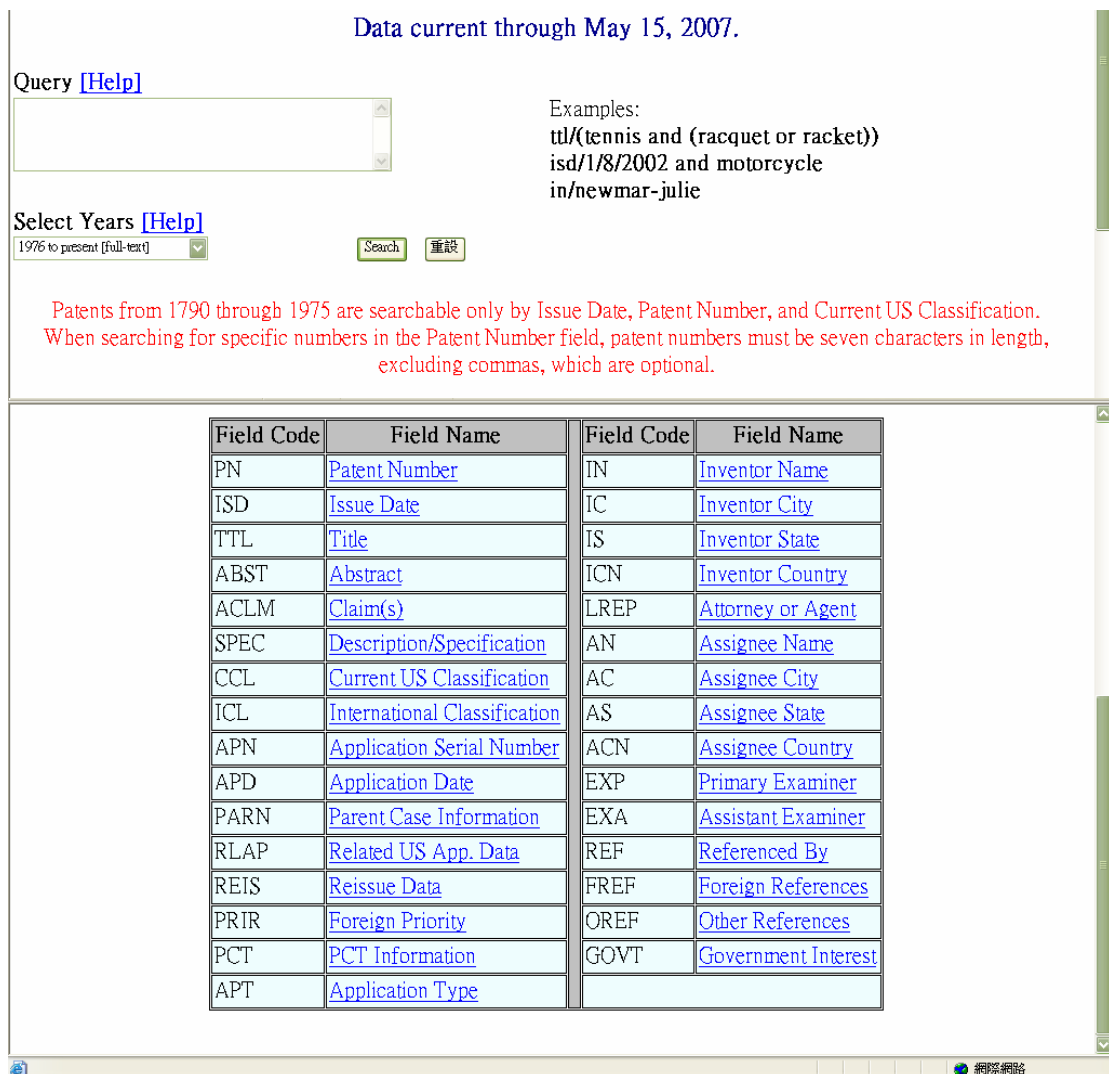 Data current through May 15, 2007.
Query [Help]
Examples:
ttl/(tennis and (racquet or racket))
isd/1/8/2002 and motorcycle
in/newmar-julie
Select Years [Help]
1976 to present [full-text] Search 重設
Patents from 1790 through 1975 are searchable only by Issue Date, Patent Number, and Current US Classification.
When searching for specific numbers in the Patent Number field, patent numbers must be seven characters in length,
excluding commas, which are optional.
Field Code Field Name Field Code Field Name
PN Patent Number IN Inventor Name
ISD Issue Date IC Inventor City
TTL Title IS Inventor State
ABST Abstract ICN Inventor Country
ACLM Claim(s) LREP Attorney or Agent
SPEC Description/Specification AN Assignee Name
CCL Current US Classification AC Assignee City
ICL International Classification AS Assignee State
APN Application Serial Number ACN Assignee Country
APD Application Date EXP Primary Examiner
PARN Parent Case Information EXA Assistant Examiner
RLAP Related US App. Data REF Referenced By
REIS Reissue Data FREF Foreign References
PRIR Foreign Priority OREF Other References
PCT PCT Information GOVT Government Interest
APT Application Type
網際網路